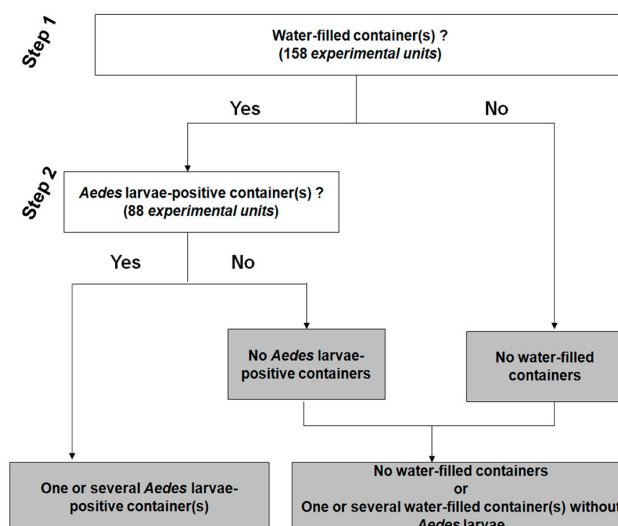 Step 1
Water-filled container(s) ?
(158 experimental units)
Yes
No
Step 2
Aedes larvae-positive container(s) ?
(88 experimental units)
Yes
No
No Aedes larvae-
positive containers
No water-filled
containers
One or several Aedes larvae-
positive container(s)
No water-filled containers
or
One or several water-filled container(s) without
Aedes larvae